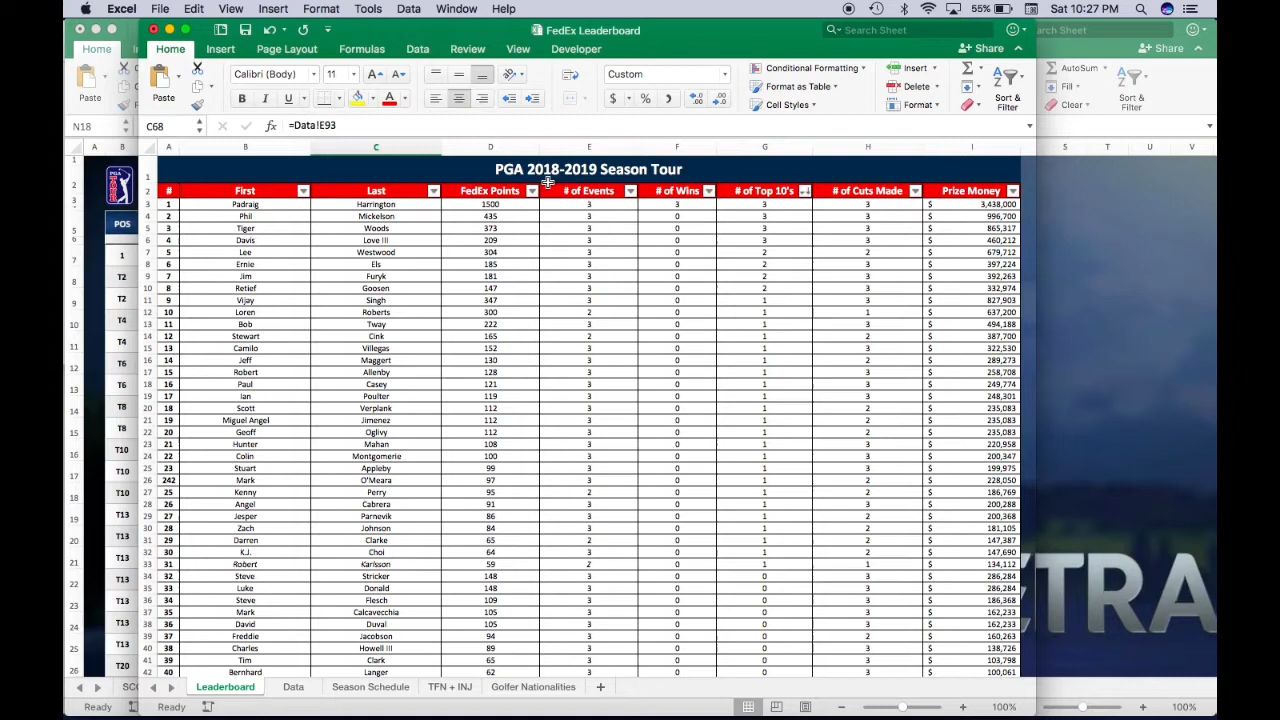 Excel File Edit View Insert Format Tools Data Window Help 55% Sat 10:27 PM
FedEx Leaderboard Search Sheet
Home Insert Page Layout Formulas Data Review View Developer Share
Paste Calibri (Body) 11 Custom Conditional Formatting Format as Table Cell Styles Insert Delete Format Sort & Filter AutoSum Fill Clear Sort & Filter
N18 C68 =Data!E93
A B C D E F G H I T U V
PGA 2018-2019 Season Tour
# First Last FedEx Points # of Events # of Wins # of Top 10's # of Cuts Made Prize Money
1 Padraig Harrington 1500 3 3 3 3 $ 3,438,000
2 Phil Mickelson 435 3 0 3 3 $ 996,700
3 Tiger Woods 373 3 0 3 3 $ 865,317
4 Davis Love III 209 3 0 3 3 $ 460,212
5 Lee Westwood 304 3 0 2 2 $ 679,712
6 Ernie Els 185 3 0 2 3 $ 397,224
7 Jim Furyk 181 3 0 2 3 $ 392,263
8 Retief Goosen 147 3 0 2 3 $ 332,974
9 Vijay Singh 347 3 0 1 3 $ 827,903
10 Loren Roberts 300 2 0 1 1 $ 637,200
11 Bob Tway 222 3 0 1 3 $ 494,188
12 Stewart Cink 165 2 0 1 2 $ 387,700
13 Camilo Villegas 152 3 0 1 3 $ 322,530
14 Jeff Maggert 130 3 0 1 2 $ 289,273
15 Robert Allenby 128 3 0 1 2 $ 258,708
16 Paul Casey 121 3 0 1 3 $ 249,774
17 Ian Poulter 119 3 0 1 3 $ 248,301
18 Scott Verplank 112 3 0 1 2 $ 235,083
19 Miguel Angel Jimenez 112 3 0 1 2 $ 235,083
20 Geoff Ogilvy 112 3 0 1 2 $ 235,083
21 Hunter Mahan 108 3 0 1 3 $ 220,958
22 Colin Montgomerie 100 3 0 1 3 $ 200,347
23 Stuart Appleby 99 3 0 1 3 $ 199,975
242 Mark O'Meara 97 3 0 1 2 $ 228,050
25 Kenny Perry 95 2 0 1 2 $ 186,769
26 Angel Cabrera 91 3 0 1 3 $ 200,288
27 Jesper Parnevik 86 3 0 1 2 $ 200,368
28 Zach Johnson 84 3 0 1 3 $ 181,105
29 Darren Clarke 65 2 0 1 2 $ 147,387
30 K.J. Choi 64 3 0 1 2 $ 147,690
31 Robert Karlsson 59 2 0 1 1 $ 134,112
32 Steve Stricker 148 3 0 0 3 $ 286,284
33 Luke Donald 148 3 0 0 3 $ 286,284
34 Steve Flesch 109 3 0 0 3 $ 186,368
35 Mark Calcavecchia 105 3 0 0 3 $ 162,233
36 David Duval 105 3 0 0 3 $ 162,233
37 Freddie Jacobson 94 3 0 0 2 $ 160,263
38 Charles Howell III 89 3 0 0 3 $ 138,726
39 Tim Clark 65 3 0 0 3 $ 103,798
40 Bernhard Langer 62 3 0 0 2 $ 100,061
POS
1
T2
T2
T4
T4
T6
T6
T8
T8
T10
T10
T10
T13
T13
T13
T13
T13
T13
T13
T20
Leaderboard Data Season Schedule TFN + INJ Golfer Nationalities +
Ready Ready 100% 100%